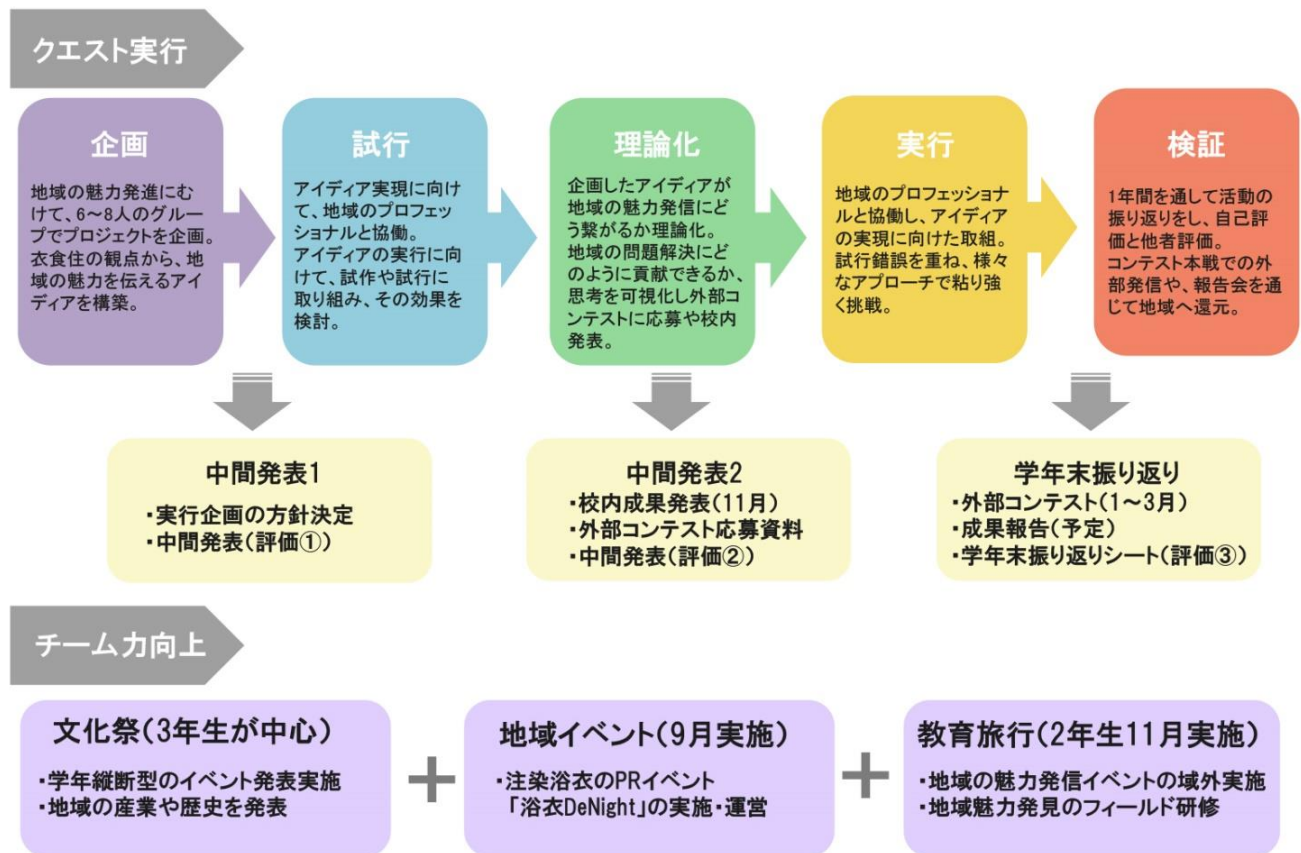 クエスト実行
企画
地域の魅力発進にむ
けて、6～8人のグルー
プでプロジェクトを企画。
衣食住の観点から、地
域の魅力を伝えるアイ
ディアを構築。
試行
アイディア実現に向け
て、地域のプロフェッ
ショナルと協働。
アイディアの実行に向
けて、試作や試行に
取り組み、その効果を
検討。
理論化
企画したアイディアが
地域の魅力発信にど
う繋がるか理論化。
地域の問題解決にど
のように貢献できるか、
思考を可視化し外部コ
ンテストに応募や校内
発表。
実行
地域のプロフェッショナ
ルと協働し、アイディア
の実現に向けた取組。
試行錯誤を重ね、様々
なアプローチで粘り強
く挑戦。
検証
1年間を通して活動の
振り返りをし、自己評
価と他者評価。
コンテスト本戦での外
部発信や、報告会を通
じて地域へ還元。
中間発表1
・実行企画の方針決定
・中間発表(評価①)
中間発表2
・校内成果発表(11月)
・外部コンテスト応募資料
・中間発表(評価②)
学年末振り返り
・外部コンテスト(1～3月)
・成果報告(予定)
・学年末振り返りシート(評価③)
チーム力向上
文化祭(3年生が中心)
・学年縦断型のイベント発表実施
・地域の産業や歴史を発表
+
地域イベント(9月実施)
・注染浴衣のPRイベント
「浴衣DeNight」の実施・運営
+
教育旅行(2年生11月実施)
・地域の魅力発信イベントの域外実施
・地域魅力発見のフィールド研修